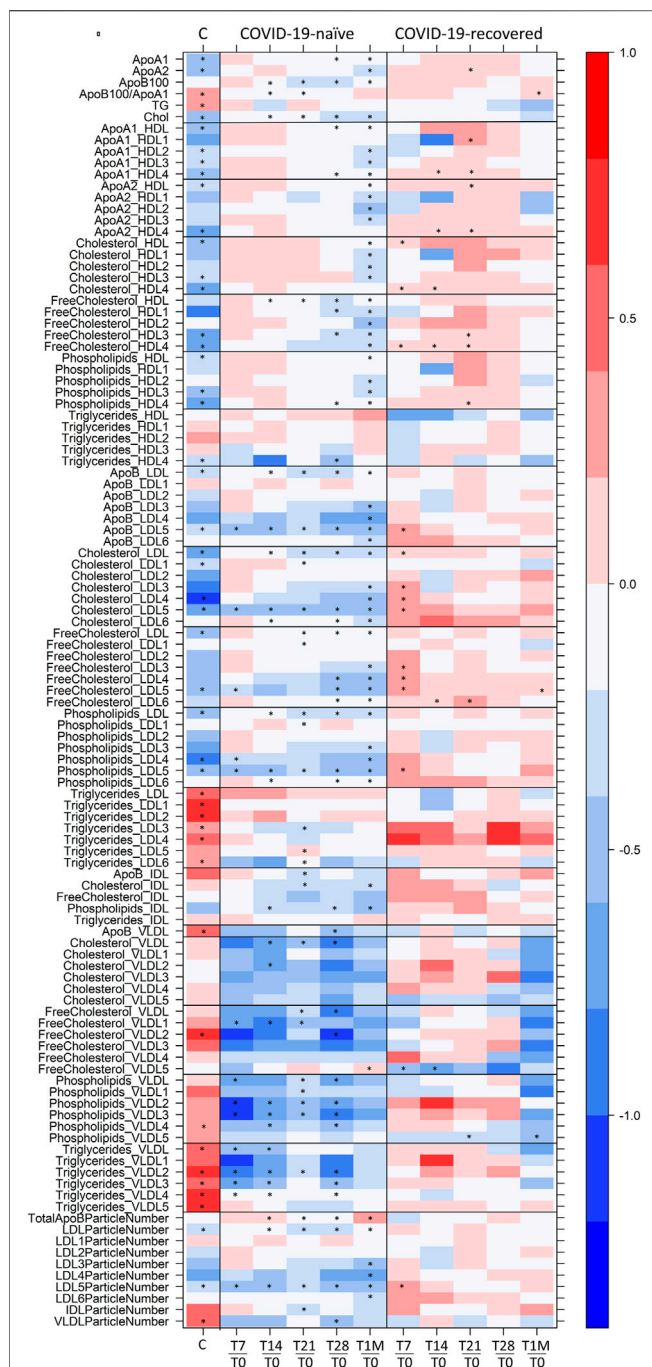 C COVID-19-naïve COVID-19-recovered
ApoA1
ApoA2
ApoB100
ApoB100/ApoA1
TG
Chol
ApoA1_HDL
ApoA1_HDL1
ApoA1_HDL2
ApoA1_HDL3
ApoA1_HDL4
ApoA2_HDL
ApoA2_HDL1
ApoA2_HDL2
ApoA2_HDL3
ApoA2_HDL4
Cholesterol_HDL
Cholesterol_HDL1
Cholesterol_HDL2
Cholesterol_HDL3
Cholesterol_HDL4
FreeCholesterol_HDL
FreeCholesterol_HDL1
FreeCholesterol_HDL2
FreeCholesterol_HDL3
FreeCholesterol_HDL4
Phospholipids_HDL
Phospholipids_HDL1
Phospholipids_HDL2
Phospholipids_HDL3
Phospholipids_HDL4
Triglycerides_HDL
Triglycerides_HDL1
Triglycerides_HDL2
Triglycerides_HDL3
Triglycerides_HDL4
ApoB_LDL
ApoB_LDL1
ApoB_LDL2
ApoB_LDL3
ApoB_LDL4
ApoB_LDL5
ApoB_LDL6
Cholesterol_LDL
Cholesterol_LDL1
Cholesterol_LDL2
Cholesterol_LDL3
Cholesterol_LDL4
Cholesterol_LDL5
Cholesterol_LDL6
FreeCholesterol_LDL
FreeCholesterol_LDL1
FreeCholesterol_LDL2
FreeCholesterol_LDL3
FreeCholesterol_LDL4
FreeCholesterol_LDL5
FreeCholesterol_LDL6
Phospholipids_LDL
Phospholipids_LDL1
Phospholipids_LDL2
Phospholipids_LDL3
Phospholipids_LDL4
Phospholipids_LDL5
Phospholipids_LDL6
Triglycerides_LDL
Triglycerides_LDL1
Triglycerides_LDL2
Triglycerides_LDL3
Triglycerides_LDL4
Triglycerides_LDL5
Triglycerides_LDL6
ApoB_IDL
Cholesterol_IDL
FreeCholesterol_IDL
Phospholipids_IDL
Triglycerides_IDL
ApoB_VLDL
Cholesterol_VLDL
Cholesterol_VLDL1
Cholesterol_VLDL2
Cholesterol_VLDL3
Cholesterol_VLDL4
Cholesterol_VLDL5
FreeCholesterol_VLDL
FreeCholesterol_VLDL1
FreeCholesterol_VLDL2
FreeCholesterol_VLDL3
FreeCholesterol_VLDL4
FreeCholesterol_VLDL5
Phospholipids_VLDL
Phospholipids_VLDL1
Phospholipids_VLDL2
Phospholipids_VLDL3
Phospholipids_VLDL4
Phospholipids_VLDL5
Triglycerides_VLDL
Triglycerides_VLDL1
Triglycerides_VLDL2
Triglycerides_VLDL3
Triglycerides_VLDL4
Triglycerides_VLDL5
TotalApoBParticleNumber
LDLParticleNumber
LDL1ParticleNumber
LDL2ParticleNumber
LDL3ParticleNumber
LDL4ParticleNumber
LDL5ParticleNumber
LDL6ParticleNumber
IDLParticleNumber
VLDLParticleNumber
C T7 T14 T21 T28 T1M T7 T14 T21 T28 T1M
T0 T0 T0 T0 T0 T0 T0 T0 T0 T0
1.0
0.5
0.0
-0.5
-1.0